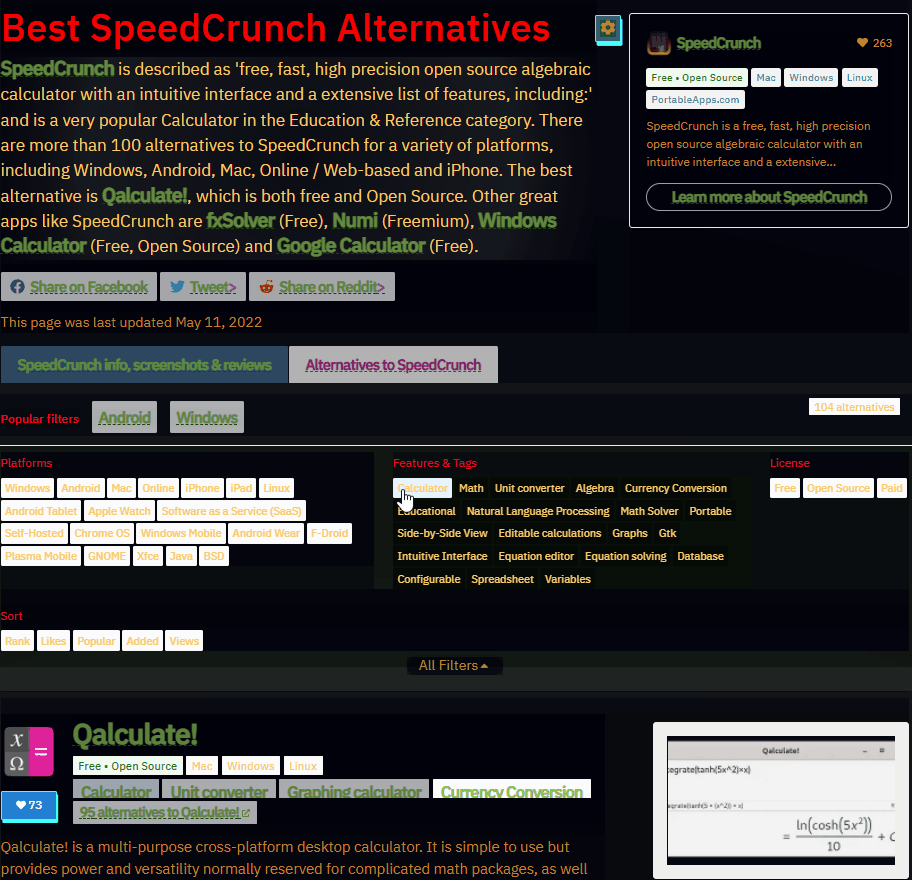 Best SpeedCrunch Alternatives
SpeedCrunch is described as 'free, fast, high precision open source algebraic
calculator with an intuitive interface and a extensive list of features, including:'
and is a very popular Calculator in the Education & Reference category. There
are more than 100 alternatives to SpeedCrunch for a variety of platforms,
including Windows, Android, Mac, Online / Web-based and iPhone. The best
alternative is Qalculate!, which is both free and Open Source. Other great
apps like SpeedCrunch are fxSolver (Free), Numi (Freemium), Windows
Calculator (Free, Open Source) and Google Calculator (Free).
Share on Facebook Tweet> Share on Reddit>
This page was last updated May 11, 2022
SpeedCrunch 263
Free • Open Source Mac Windows Linux
PortableApps.com
SpeedCrunch is a free, fast, high precision
open source algebraic calculator with an
intuitive interface and a extensive...
Learn more about SpeedCrunch
SpeedCrunch info, screenshots & reviews Alternatives to SpeedCrunch
Popular filters Android Windows 104 alternatives
Platforms
Windows Android Mac Online iPhone iPad Linux
Android Tablet Apple Watch Software as a Service (SaaS)
Self-Hosted Chrome OS Windows Mobile Android Wear F-Droid
Plasma Mobile GNOME Xfce Java BSD
Features & Tags
Calculator Math Unit converter Algebra Currency Conversion
Educational Natural Language Processing Math Solver Portable
Side-by-Side View Editable calculations Graphs Gtk
Intuitive Interface Equation editor Equation solving Database
Configurable Spreadsheet Variables
License
Free Open Source Paid
Sort
Rank Likes Popular Added Views
All Filters
x =
Ω
73
Qalculate!
Free • Open Source Mac Windows Linux
Calculator Unit converter Graphing calculator Currency Conversion
95 alternatives to Qalculate!
Qalculate! is a multi-purpose cross-platform desktop calculator. It is simple to use but
provides power and versatility normally reserved for complicated math packages, as well
Qalculate!
egrate(tanh(5x^2)×x)
= ln(cosh(5x²)) / 10 + C